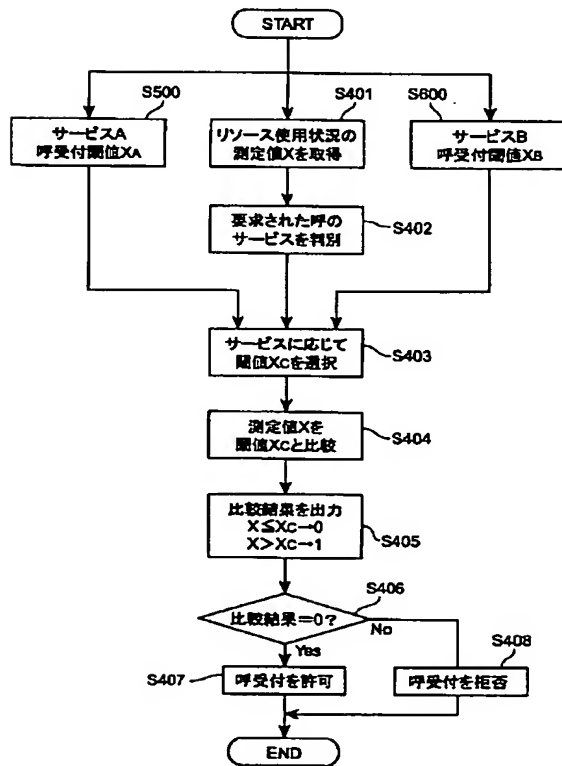 START
S500
S401
S600
サービスA
呼受付閾値XA
リソース使用状況の
測定値Xを取得
サービスB
呼受付閾値XB
要求された呼の
サービスを判別
S402
サービスに応じて
閾値XCを選択
S403
測定値Xを
閾値XCと比較
S404
比較結果を出力
X≦XC→0
X>XC→1
S405
S406
比較結果=0?
No
Yes
S408
S407
呼受付を許可
呼受付を拒否
END